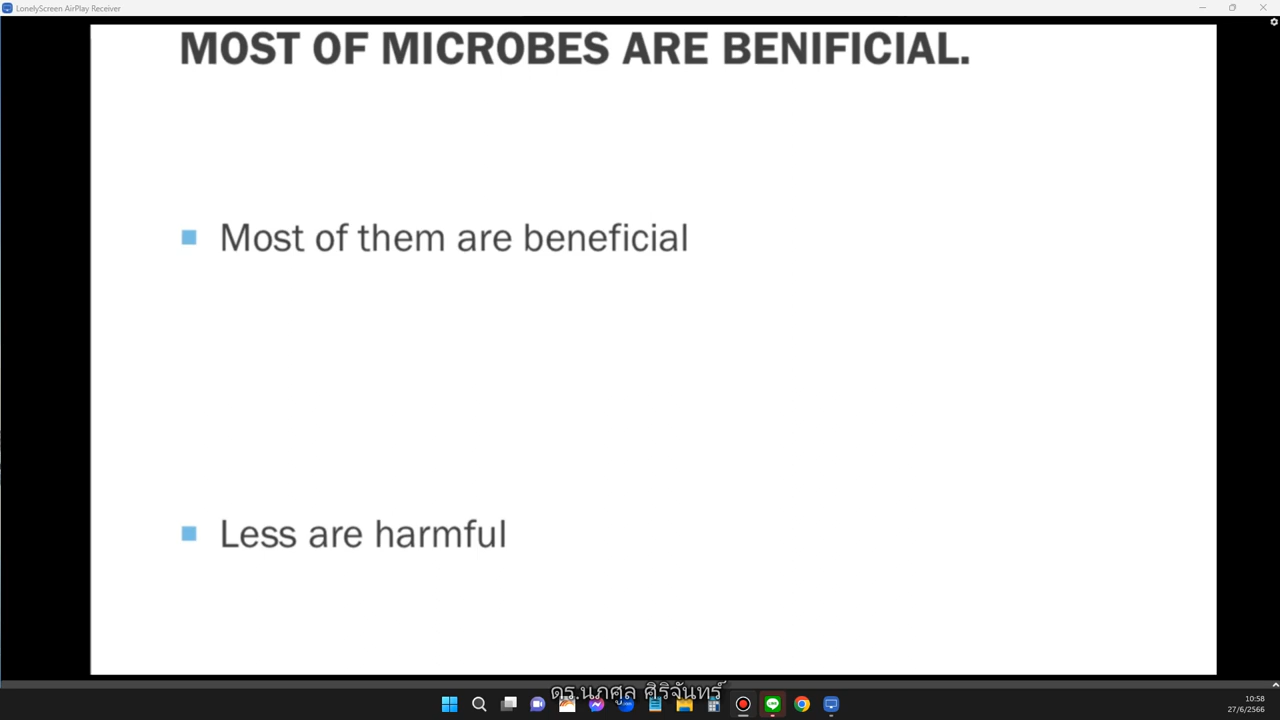 LonelyScreen AirPlay Receiver
MOST OF MICROBES ARE BENIFICIAL.
Most of them are beneficial
Less are harmful
ดร.นภศูล ศิริจันทร์
10:58
27/6/2566